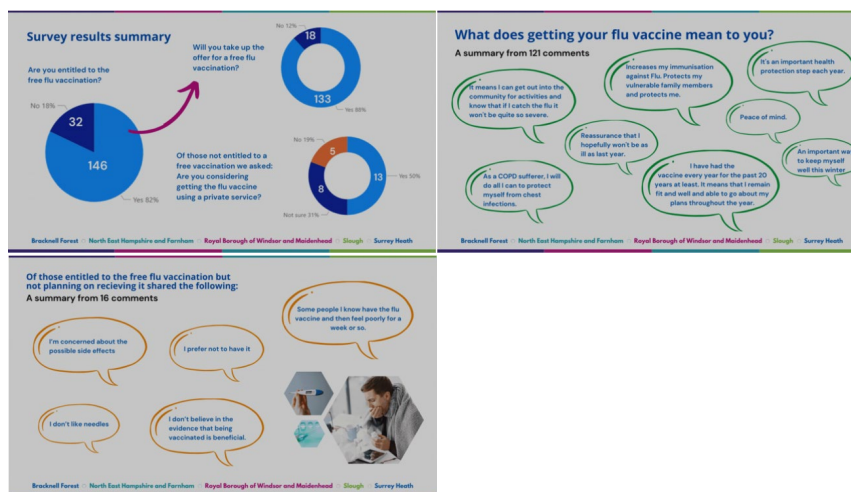 Survey results summary
Are you entitled to the
free flu vaccination?
No 18%
32
146
Yes 82%
Will you take up the
offer for a free flu
vaccination?
No 12%
18
133
Yes 88%
Of those not entitled to a
free vaccination we asked:
Are you considering
getting the flu vaccine
using a private service?
No 19%
5
8
13
Yes 50%
Not sure 31%
Bracknell Forest North East Hampshire and Farnham Royal Borough of Windsor and Maidenhead Slough Surrey Heath
What does getting your flu vaccine mean to you?
A summary from 121 comments
It means I can get out into the
community for activities and
know that if I catch the flu it
won't be quite so severe.
Increases my immunisation
against Flu. Protects my
vulnerable family members
and protects me.
It's an important health
protection step each year.
Peace of mind.
Reassurance that I
hopefully won't be as
ill as last year.
An important way
to keep myself
well this winter
As a COPD sufferer, I will
do all I can to protect
myself from chest
infections.
I have had the
vaccine every year for the past 20
years at least. It means that I remain
fit and well and able to go about my
plans throughout the year.
Bracknell Forest North East Hampshire and Farnham Royal Borough of Windsor and Maidenhead Slough Surrey Heath
Of those entitled to the free flu vaccination but
not planning on recieving it shared the following:
A summary from 16 comments
I'm concerned about the
possible side effects
I prefer not to have it
Some people I know have the flu
vaccine and then feel poorly for a
week or so.
I don't like needles
I don't believe in the
evidence that being
vaccinated is beneficial.
Bracknell Forest North East Hampshire and Farnham Royal Borough of Windsor and Maidenhead Slough Surrey Heath